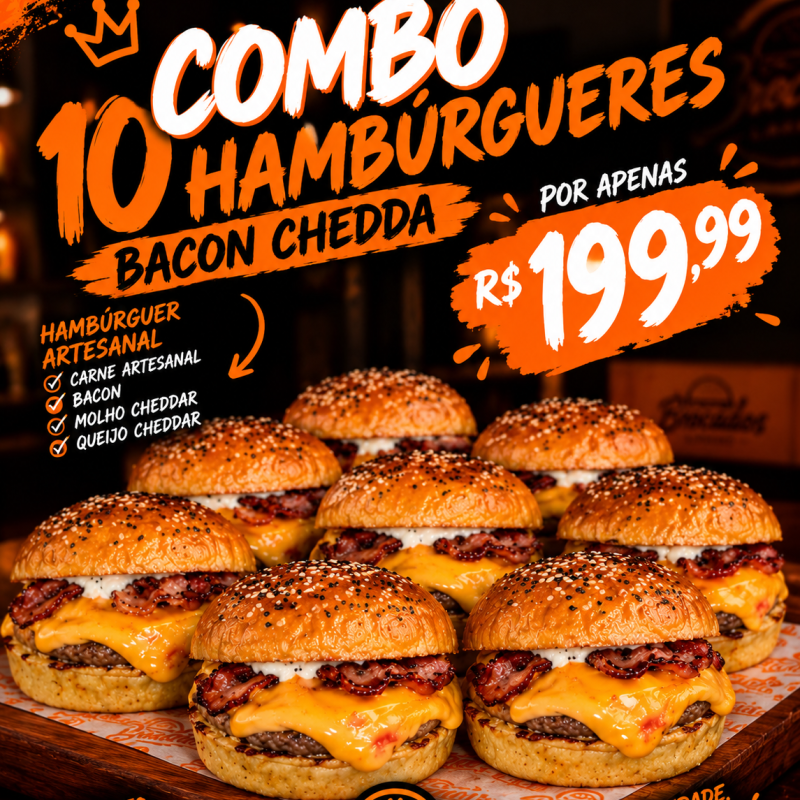 COMBO
10 HAMBÚRGUERES
BACON CHEDDA
POR APENAS
R$ 199,99
HAMBÚRGUER
ARTESANAL
CARNE ARTESANAL
BACON
MOLHO CHEDDAR
QUEIJO CHEDDAR